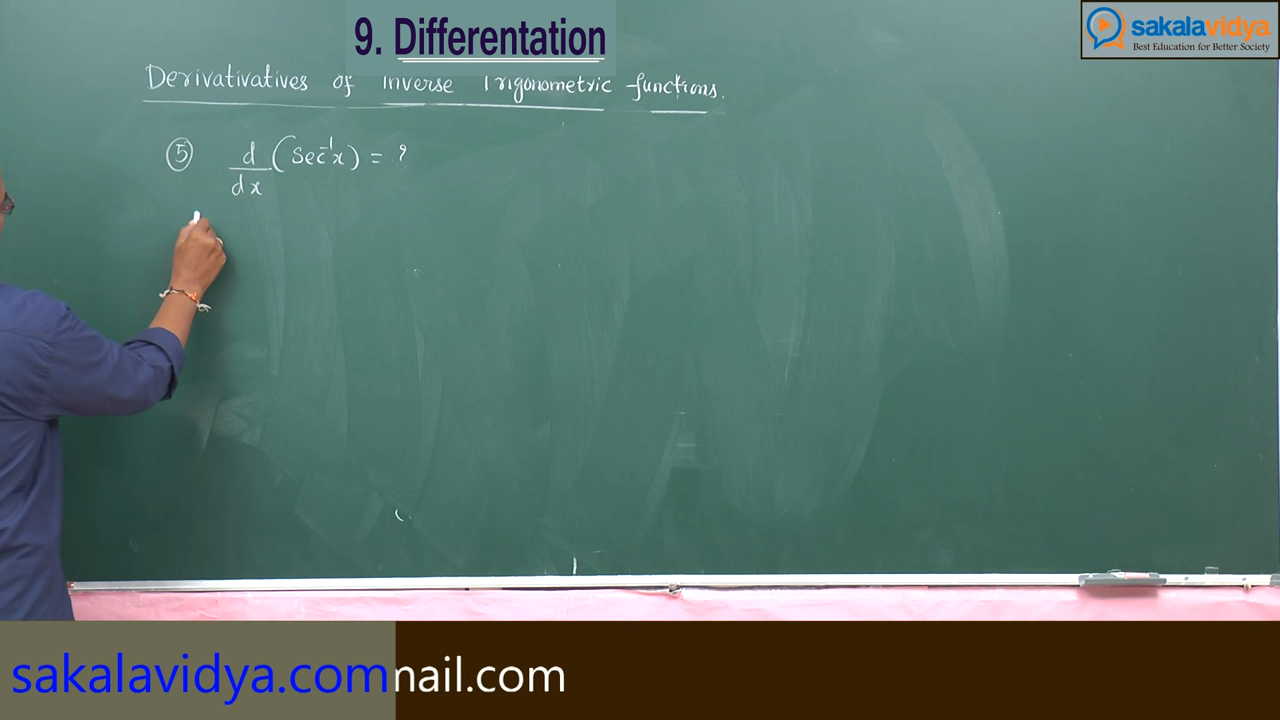 9. Differentation
sakalavidya
Best Education for Better Society
Derivativatives of Inverse Trigonometric functions.
⑤ d/dx (Sec⁻¹x) = ?
sakalavidya.com